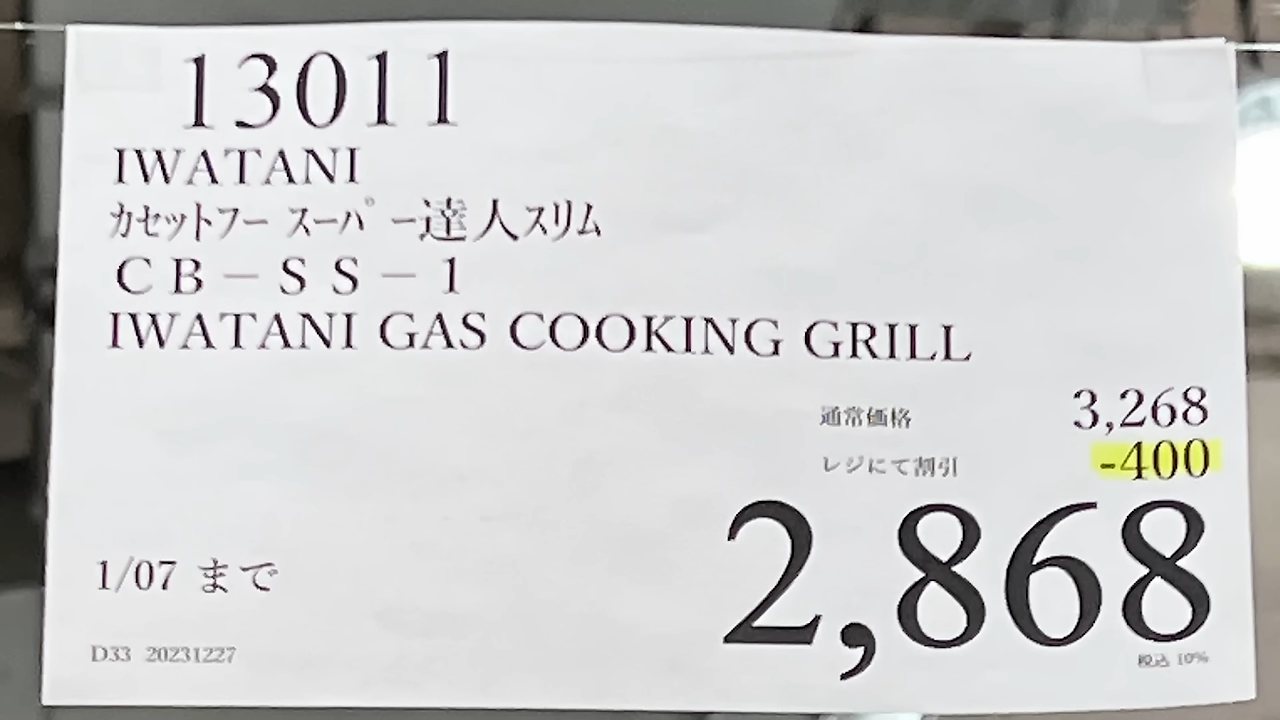 13011
IWATANI
カセットフー スーパー達人スリム
CB-SS-1
IWATANI GAS COOKING GRILL
通常価格 3,268
レジにて割引 -400
2,868
税込 10%
1/07 まで
D33 20231227